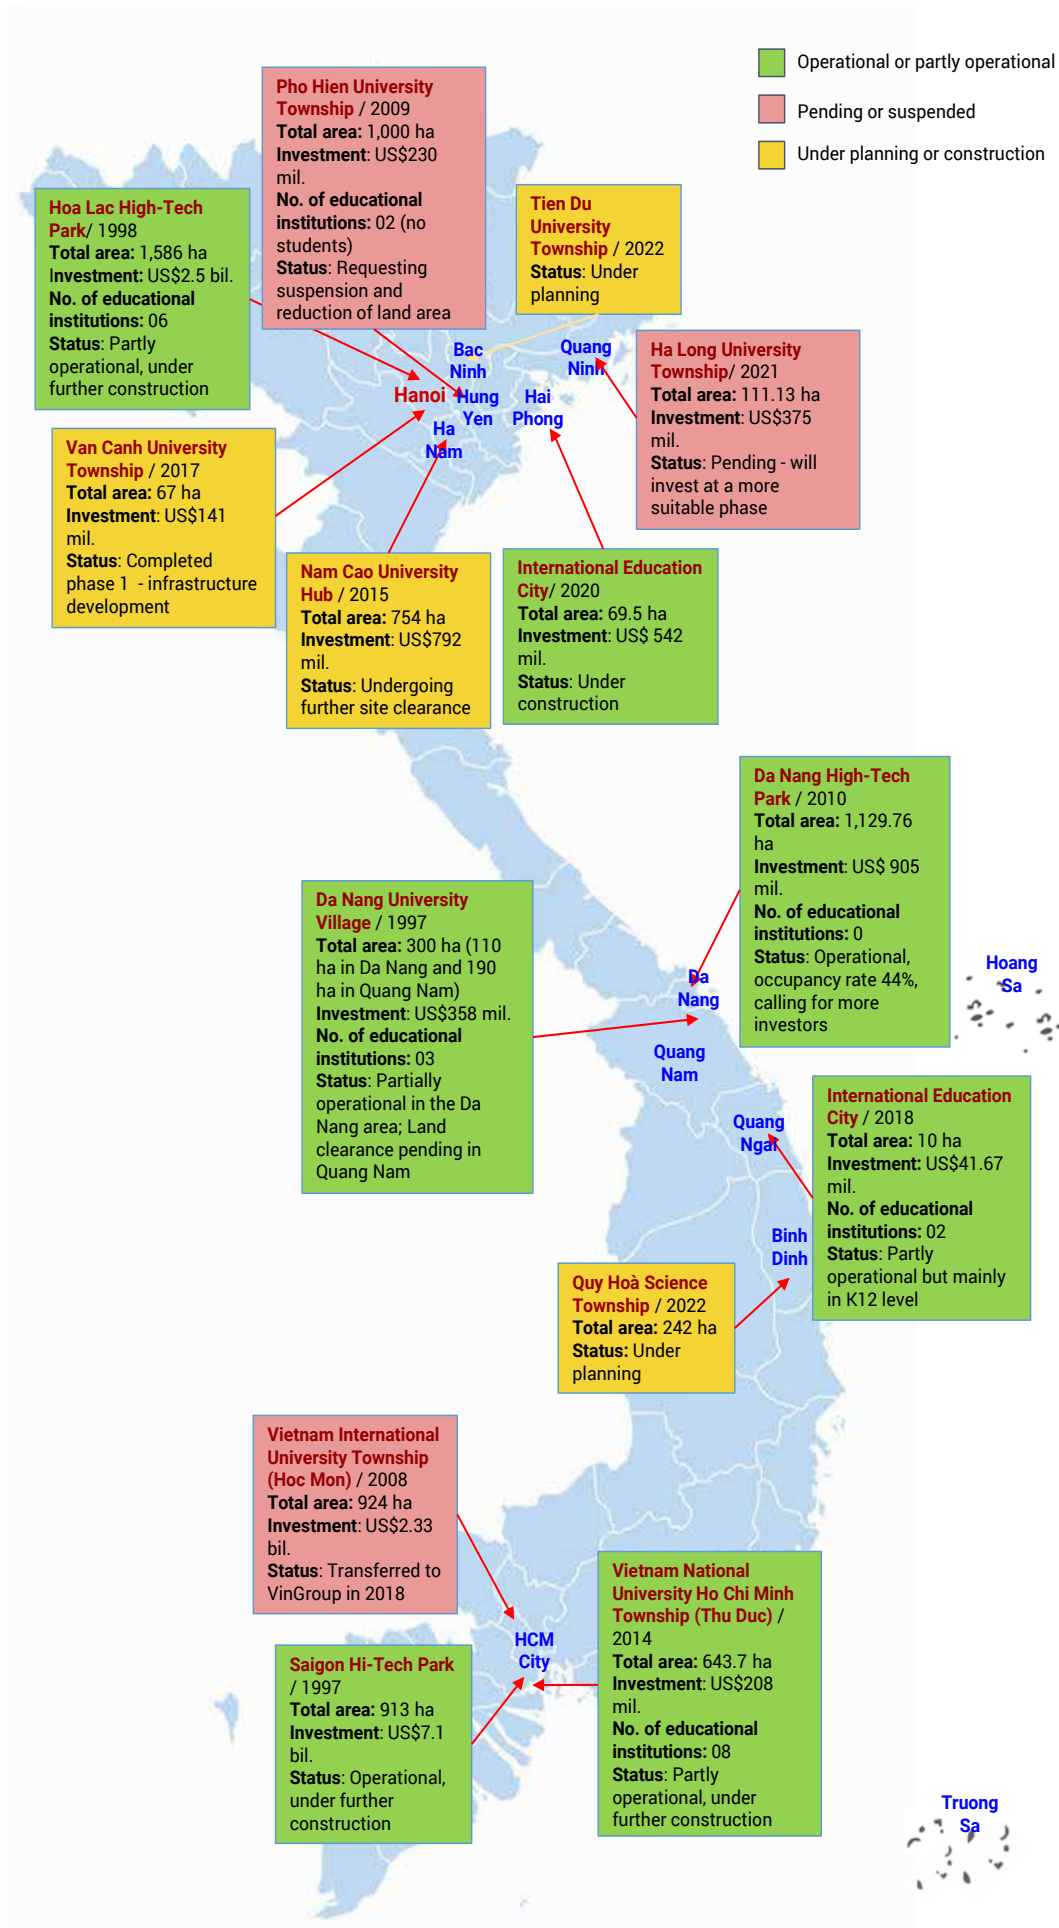 Operational or partly operational
Pending or suspended
Under planning or construction
Pho Hien University
Township / 2009
Total area: 1,000 ha
Investment: US$230
mil.
No. of educational
institutions: 02 (no
students)
Status: Requesting
suspension and
reduction of land area
Tien Du
University
Township / 2022
Status: Under
planning
Hoa Lac High-Tech
Park/ 1998
Total area: 1,586 ha
Investment: US$2.5 bil.
No. of educational
institutions: 06
Status: Partly
operational, under
further construction
Ha Long University
Township/ 2021
Total area: 111.13 ha
Investment: US$375
mil.
Status: Pending - will
invest at a more
suitable phase
Bac
Ninh
Quang
Ninh
Hanoi
Hung
Yen
Hai
Phong
Ha
Nam
Van Canh University
Township / 2017
Total area: 67 ha
Investment: US$141
mil.
Status: Completed
phase 1 - infrastructure
development
Nam Cao University
Hub / 2015
Total area: 754 ha
Investment: US$792
mil.
Status: Undergoing
further site clearance
International Education
City/ 2020
Total area: 69.5 ha
Investment: US$ 542
mil.
Status: Under
construction
Da Nang High-Tech
Park / 2010
Total area: 1,129.76
ha
Investment: US$ 905
mil.
No. of educational
institutions: 0
Status: Operational,
occupancy rate 44%,
calling for more
investors
Da Nang University
Village / 1997
Total area: 300 ha (110
ha in Da Nang and 190
ha in Quang Nam)
Investment: US$358 mil.
No. of educational
institutions: 03
Status: Partially
operational in the Da
Nang area; Land
clearance pending in
Quang Nam
Da
Nang
Hoang
Sa
Quang
Nam
Quang
Ngai
International Education
City / 2018
Total area: 10 ha
Investment: US$41.67
mil.
No. of educational
institutions: 02
Status: Partly
operational but mainly
in K12 level
Binh
Dinh
Quy Hoà Science
Township / 2022
Total area: 242 ha
Status: Under
planning
Vietnam International
University Township
(Hoc Mon) / 2008
Total area: 924 ha
Investment: US$2.33
bil.
Status: Transferred to
VinGroup in 2018
Vietnam National
University Ho Chi Minh
Township (Thu Duc) /
2014
Total area: 643.7 ha
Investment: US$208
mil.
No. of educational
institutions: 08
Status: Partly
operational, under
further construction
HCM
City
Saigon Hi-Tech Park
/ 1997
Total area: 913 ha
Investment: US$7.1
bil.
Status: Operational,
under further
construction
Truong
Sa